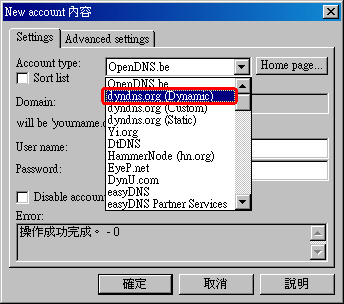 New account 內容
Settings
Advanced settings
Account type:
OpenDNS.be
Home page...
Sort list
OpenDNS.be
dyndns.org (Dynamic)
Domain:
dyndns.org (Custom)
dyndns.org (Static)
will be 'yourname.d
Yi.org
DtDNS
User name:
HammerNode (hn.org)
EyeP.net
Password:
DynU.com
easyDNS
Disable account
easyDNS Partner Services
Error:
操作成功完成。 - 0
確定
取消
說明